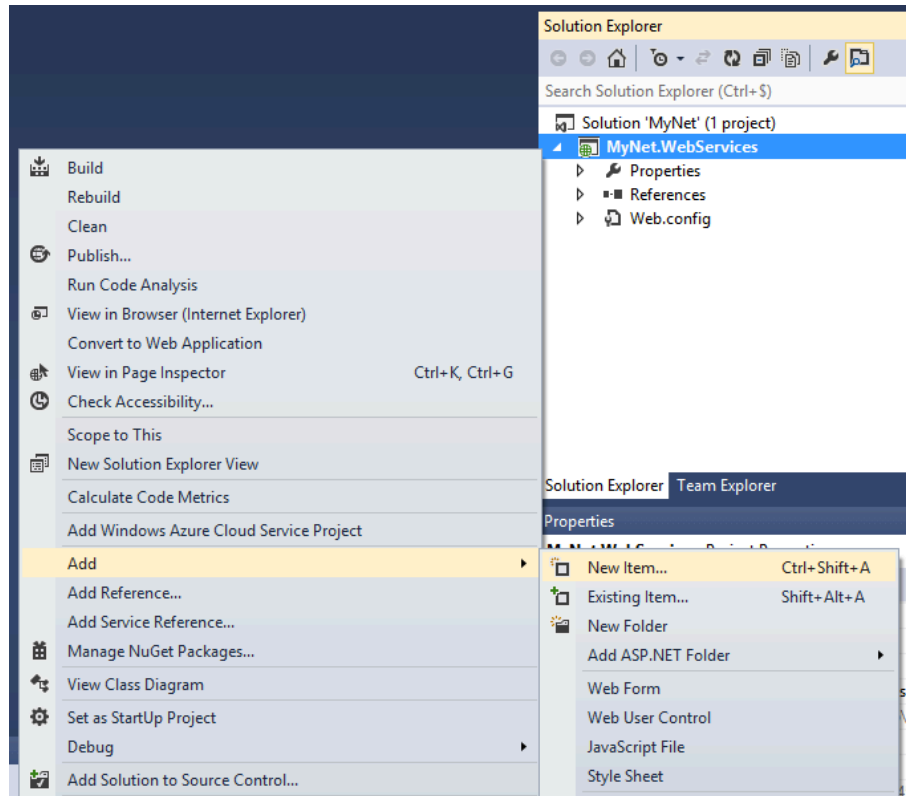 Solution Explorer
Search Solution Explorer (Ctrl+$)
Solution 'MyNet' (1 project)
MyNet.WebServices
Properties
References
Web.config
Build
Rebuild
Clean
Publish...
Run Code Analysis
View in Browser (Internet Explorer)
Convert to Web Application
View in Page Inspector Ctrl+K, Ctrl+G
Check Accessibility...
Scope to This
New Solution Explorer View
Calculate Code Metrics
Add Windows Azure Cloud Service Project
Add
Add Reference...
Add Service Reference...
Manage NuGet Packages...
View Class Diagram
Set as StartUp Project
Debug
Add Solution to Source Control...
Solution Explorer Team Explorer
Properties
New Item... Ctrl+Shift+A
Existing Item... Shift+Alt+A
New Folder
Add ASP.NET Folder
Web Form
Web User Control
JavaScript File
Style Sheet